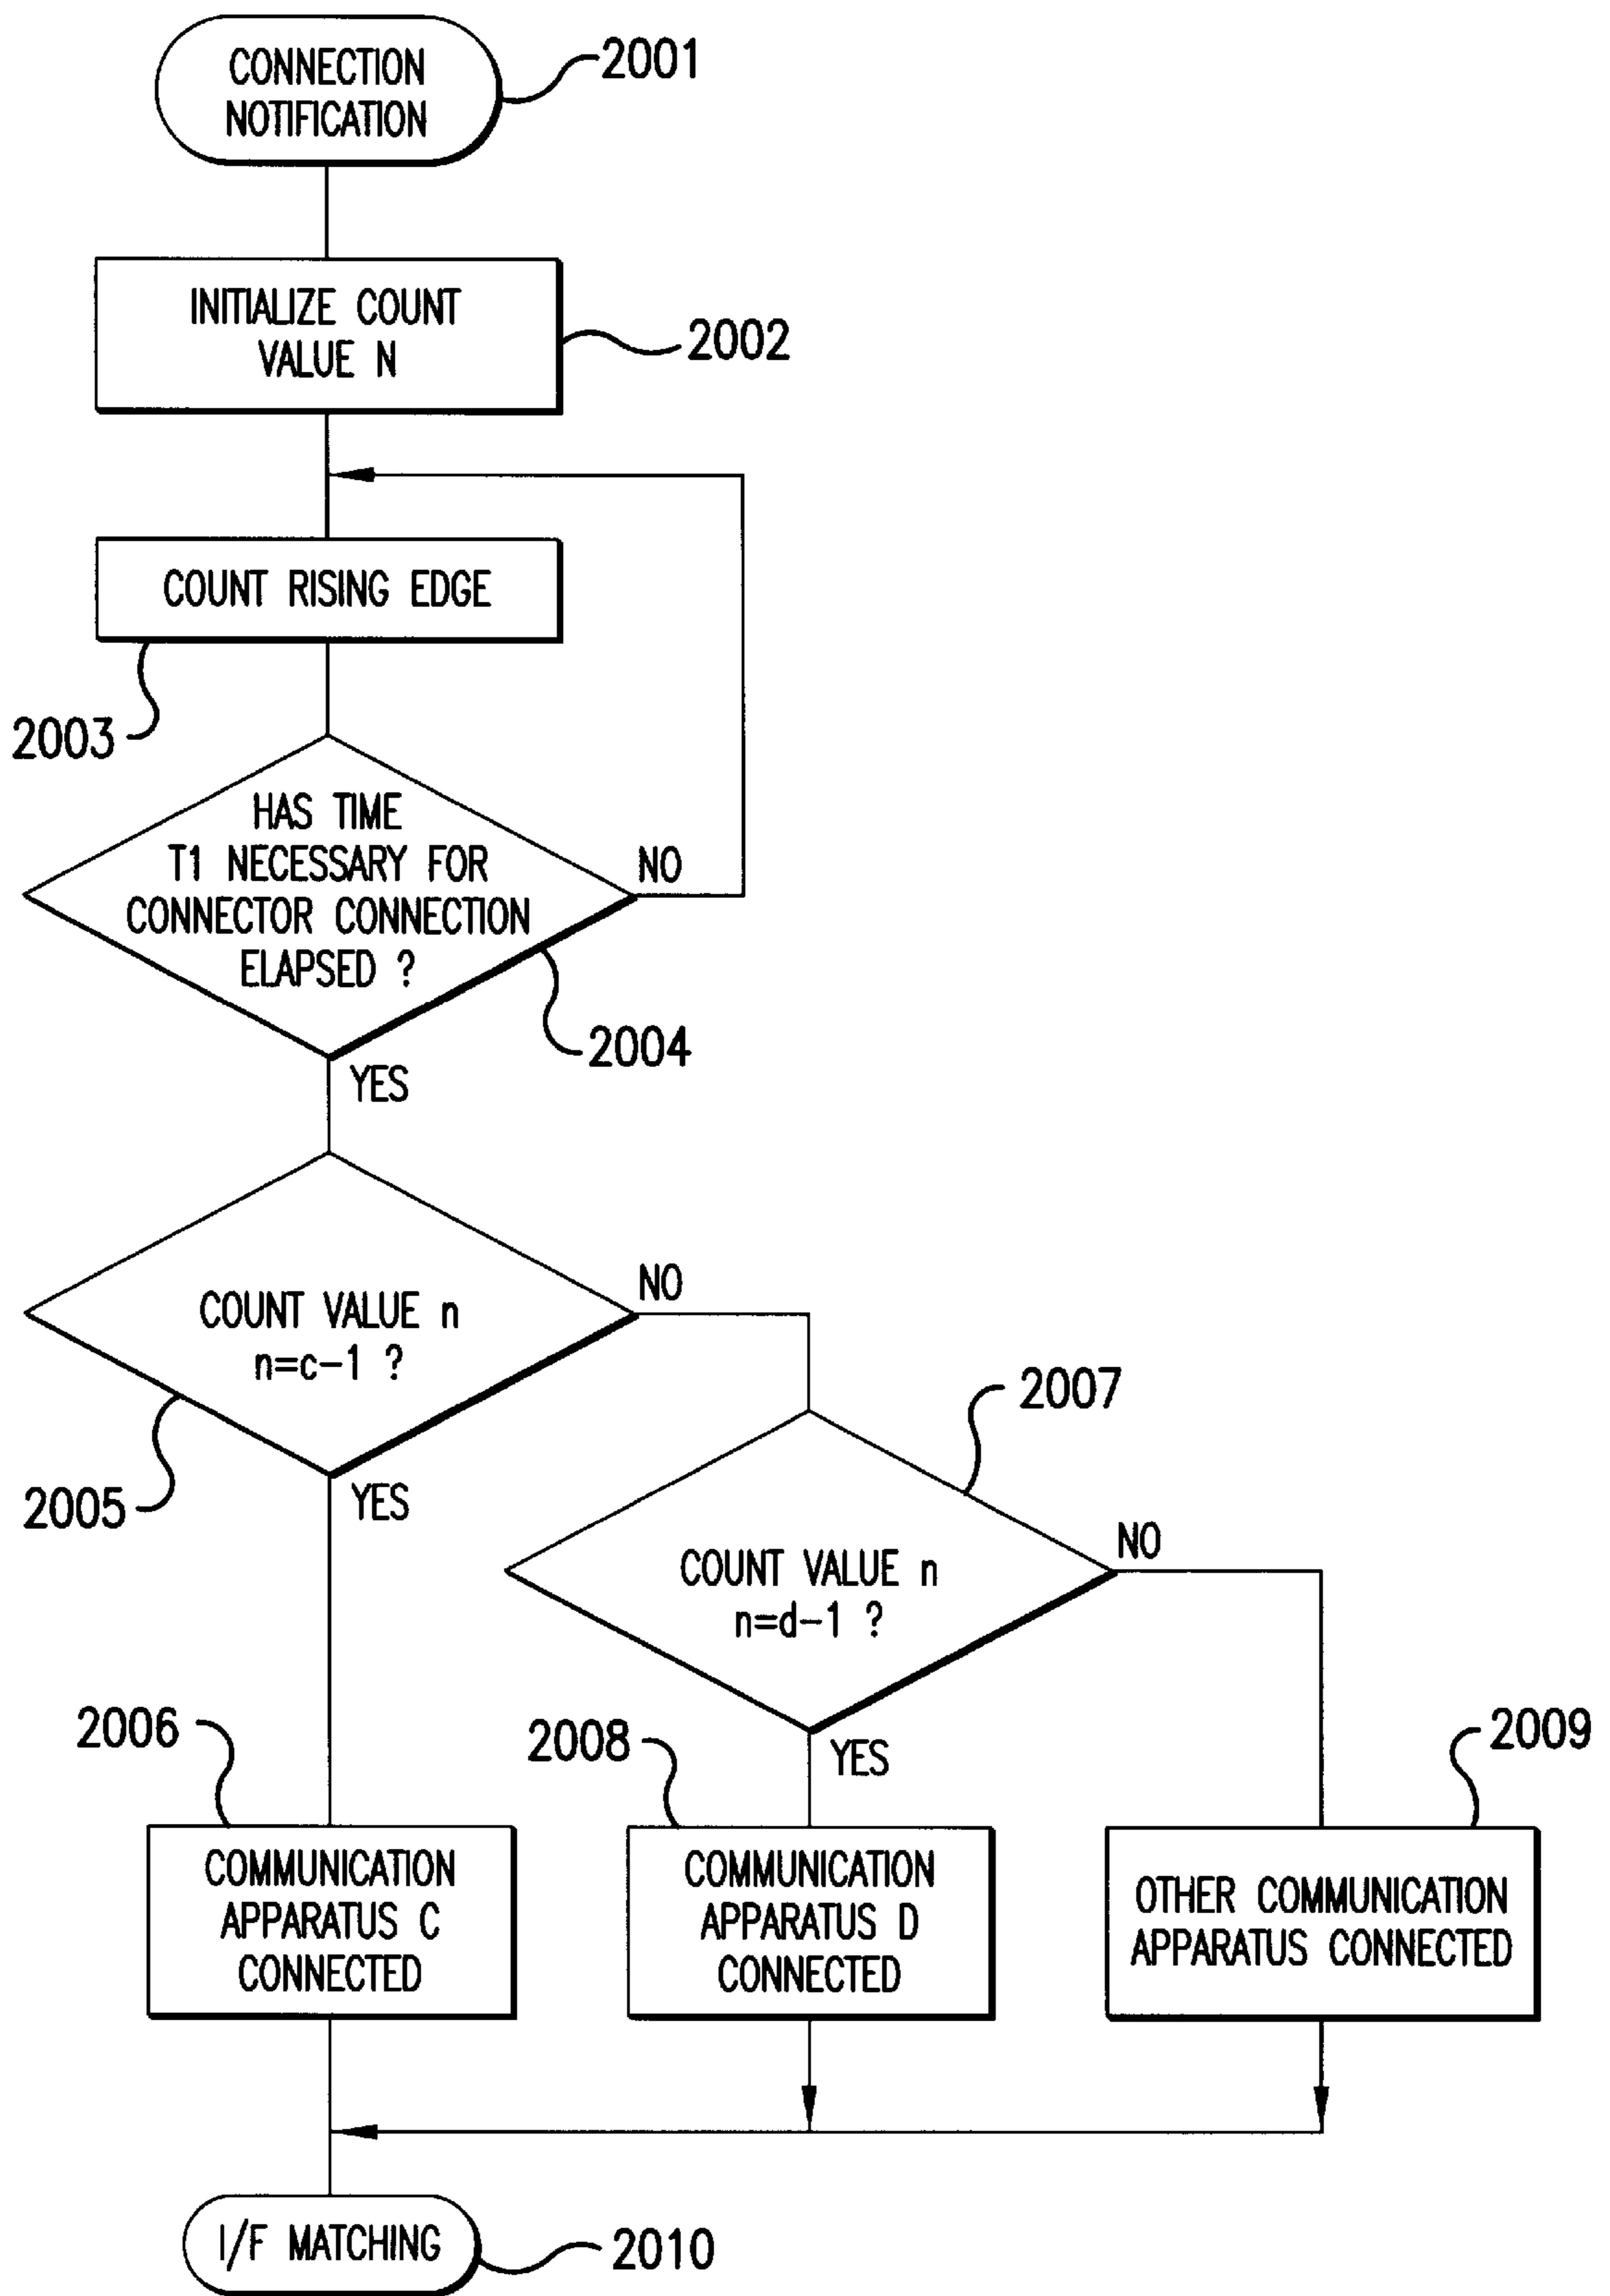 CONNECTION
NOTIFICATION
2001
INITIALIZE COUNT
VALUE N
2002
COUNT RISING EDGE
2003
HAS TIME
T1 NECESSARY FOR
CONNECTOR CONNECTION
ELAPSED ?
NO
2004
YES
COUNT VALUE n
n=c-1 ?
NO
2005
YES
2007
COUNT VALUE n
n=d-1 ?
NO
YES
2006
COMMUNICATION
APPARATUS C
CONNECTED
2008
COMMUNICATION
APPARATUS D
CONNECTED
2009
OTHER COMMUNICATION
APPARATUS CONNECTED
I/F MATCHING
2010